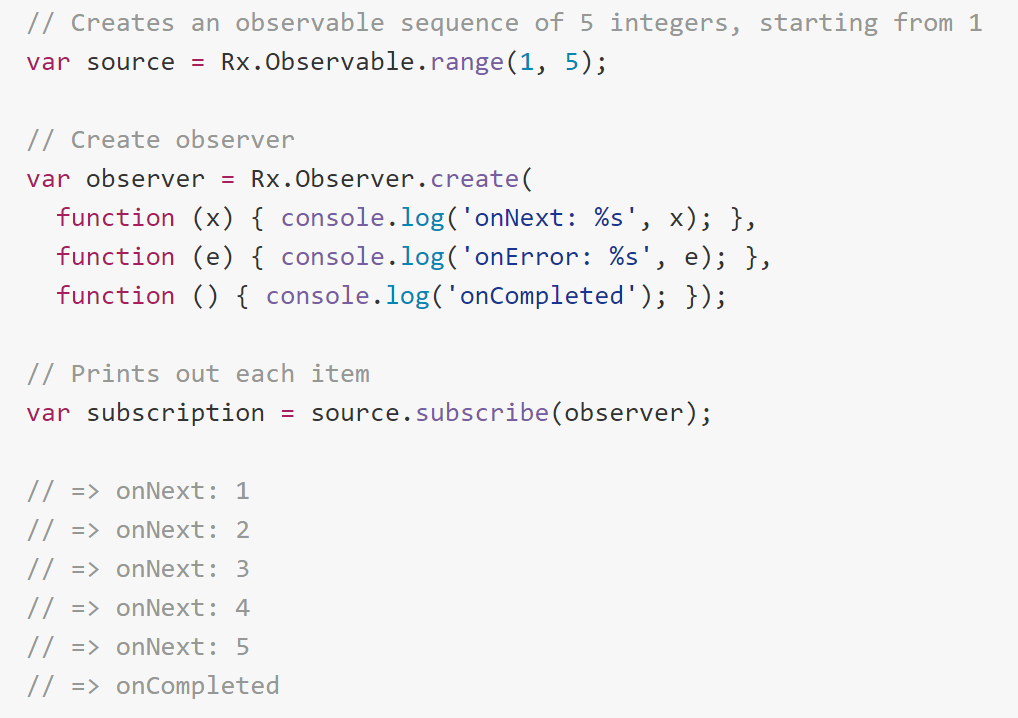 // Creates an observable sequence of 5 integers, starting from 1
var source = Rx.Observable.range(1, 5);

// Create observer
var observer = Rx.Observer.create(
  function (x) { console.log('onNext: %s', x); },
  function (e) { console.log('onError: %s', e); },
  function () { console.log('onCompleted'); });

// Prints out each item
var subscription = source.subscribe(observer);

// => onNext: 1
// => onNext: 2
// => onNext: 3
// => onNext: 4
// => onNext: 5
// => onCompleted